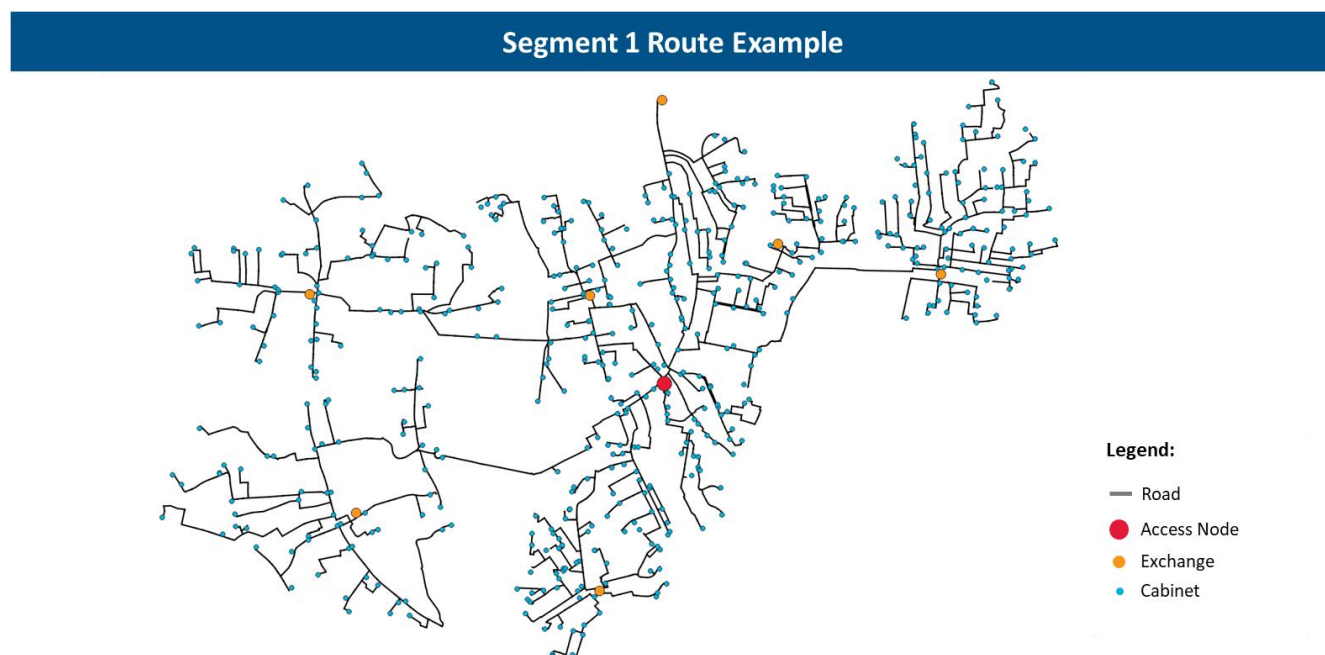 Segment 1 Route Example
Legend:
Road
Access Node
Exchange
Cabinet